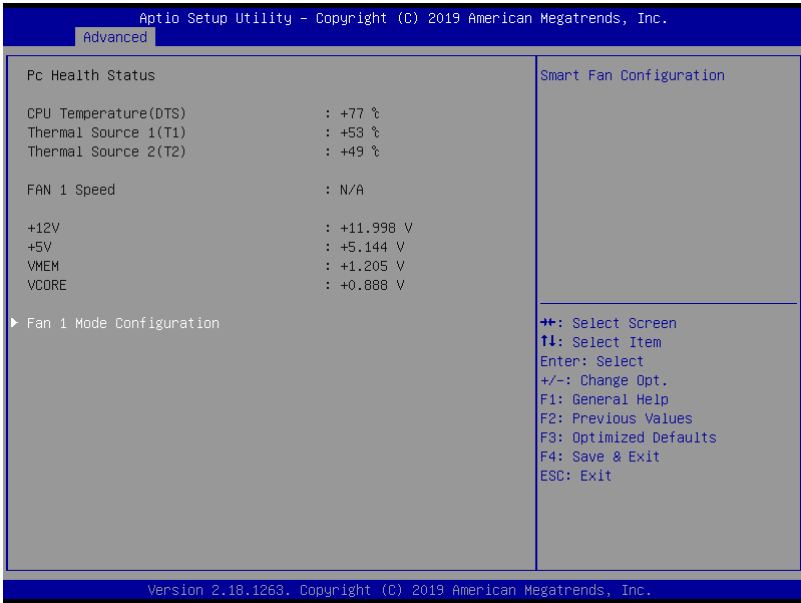 Aptio Setup Utility – Copyright (C) 2019 American Megatrends, Inc.
Advanced
Pc Health Status
CPU Temperature(DTS) : +77 ℃
Thermal Source 1(T1) : +53 ℃
Thermal Source 2(T2) : +49 ℃
FAN 1 Speed : N/A
+12V : +11.998 V
+5V : +5.144 V
VMEM : +1.205 V
VCORE : +0.888 V
▶ Fan 1 Mode Configuration
Smart Fan Configuration
→←: Select Screen
↑↓: Select Item
Enter: Select
+/-: Change Opt.
F1: General Help
F2: Previous Values
F3: Optimized Defaults
F4: Save & Exit
ESC: Exit
Version 2.18.1263. Copyright (C) 2019 American Megatrends, Inc.